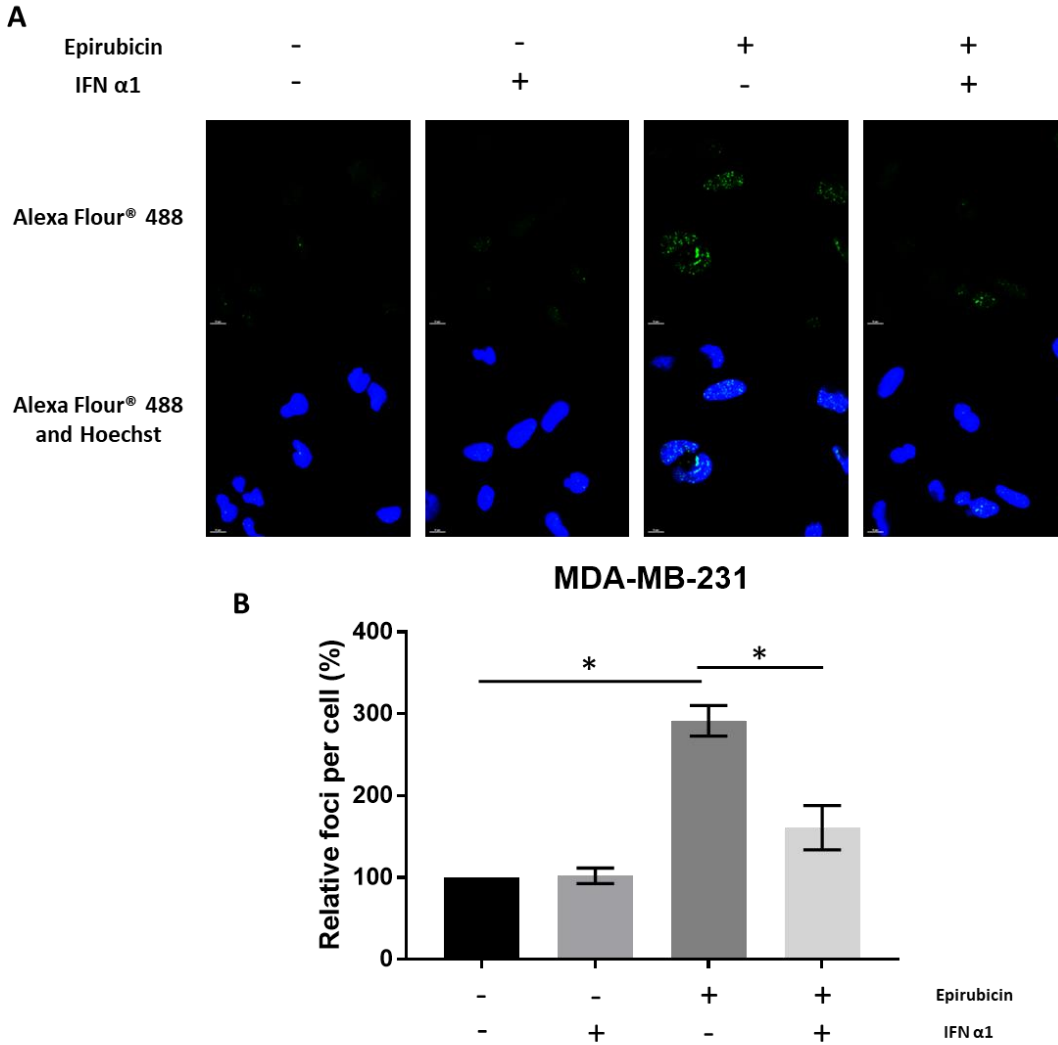 A
Epirubicin - - + +
IFN α1 - + - +
Alexa Flour® 488
Alexa Flour® 488
and Hoechst
MDA-MB-231
B
Relative foci per cell (%)
400
300
200
100
0
* *
- - + + Epirubicin
- + - + IFN α1